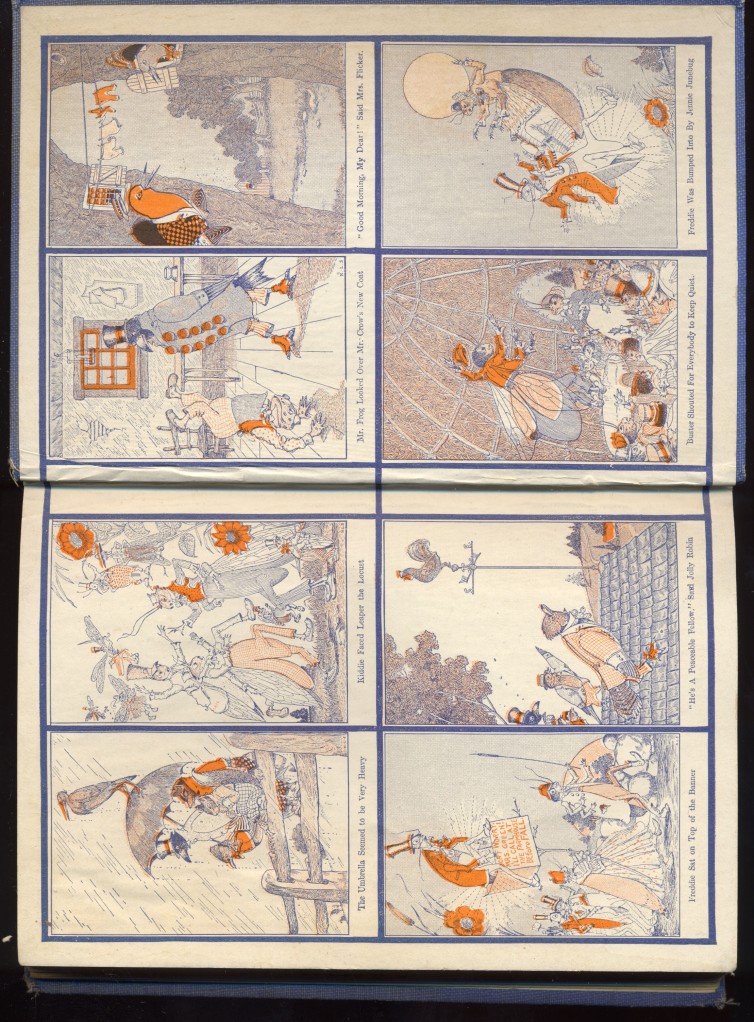 The Umbrella Seemed to be Very Heavy
Kiddie Faced Leaper the Locust
Mr. Frog Looked Over Mr. Crow's New Coat
"Good Morning, My Dear!" Said Mrs. Flicker.
Freddie Sat on Top of the Banner
"He's A Peaceable Fellow," Said Jolly Robin
Buster Shouted For Everybody to Keep Quiet.
Freddie Was Bumped Into By Jennie Junebug